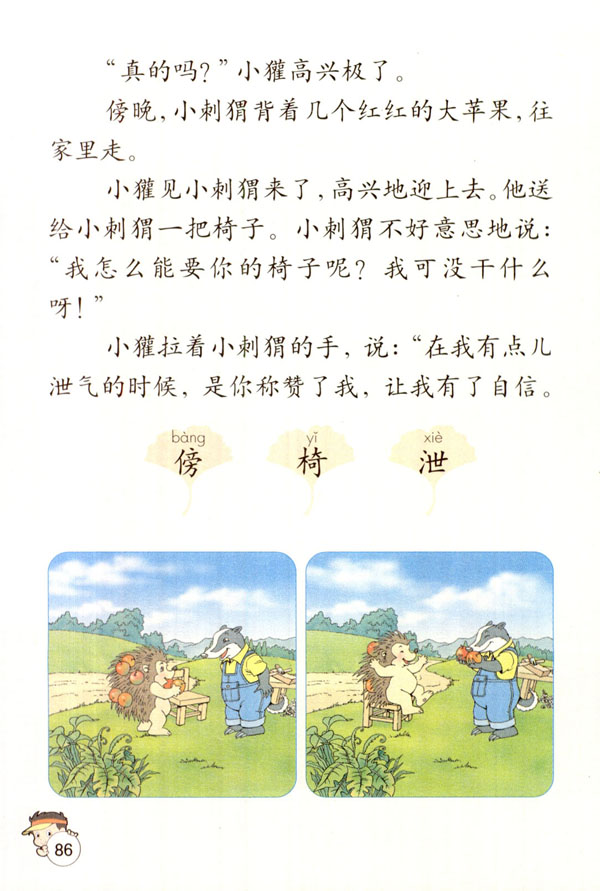 “真的吗？”小獾高兴极了。
傍晚，小刺猬背着几个红红的大苹果，往
家里走。
小獾见小刺猬来了，高兴地迎上去。他送
给小刺猬一把椅子。小刺猬不好意思地说：
“我怎么能要你的椅子呢？我可没干什么
呀！”
小獾拉着小刺猬的手，说：“在我有点儿
泄气的时候，是你称赞了我，让我有了自信。
bàng yǐ xiè
傍 椅 泄
86